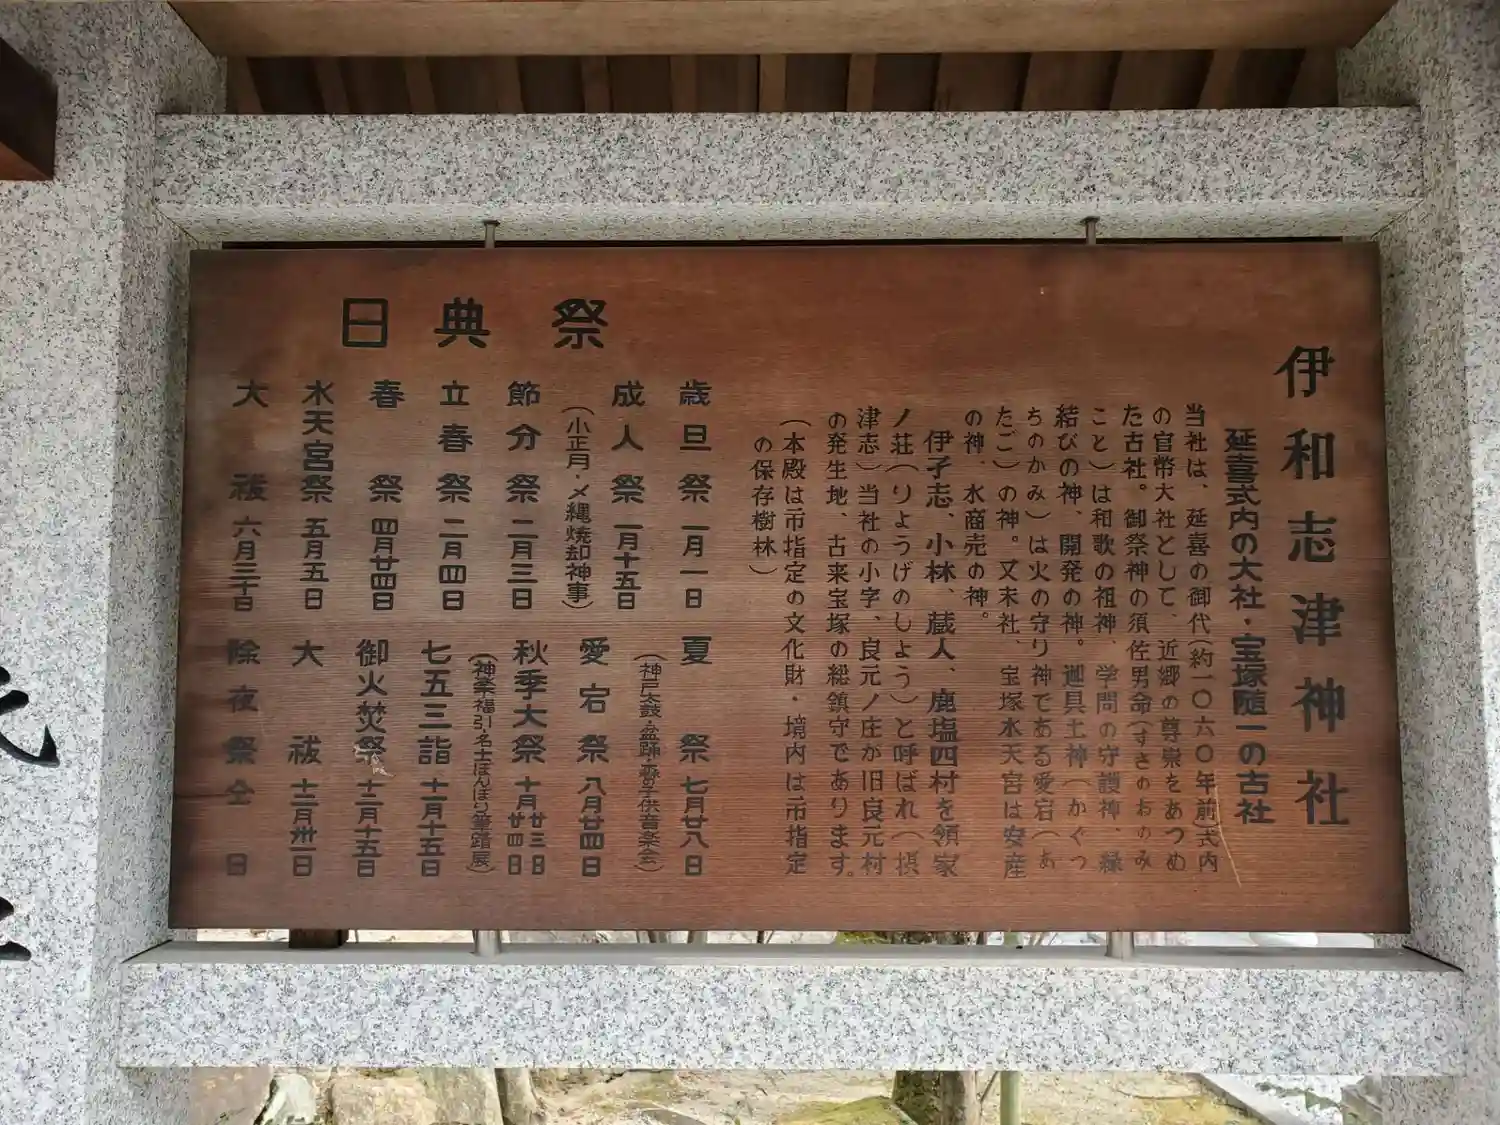 伊和志津神社
延喜式内の大社・宝塚随一の古社
当社は、延喜の御代(約一〇六〇年前)式内
の官幣大社として、近郷の尊崇をあつめ
た古社。御祭神の須佐男命(すさのおのみ
こと)は和歌の祖神、学問の守護神、縁
結びの神、開発の神。迦具土神(かぐつ
ちのかみ)は火の守り神である愛宕(あ
たご)の神。又末社、宝塚水天宮は安産
の神、水商売の神。
伊孑志、小林、蔵人、鹿塩四村を領家
ノ荘(りようげのしよう)と呼ばれ(摂
津志)当社の小字、良元ノ庄が旧良元村
の発生地、古来宝塚の総鎮守であります。
(本殿は市指定の文化財・境内は市指定
の保存樹林)
祭典日
歳旦祭 一月一日
成人祭 一月十五日
(小正月・〆縄焼却神事)
節分祭 二月三日
立春祭 二月四日
春祭 四月廿四日
水天宮祭 五月五日
大祓 六月三十日
夏祭 七月廿八日
(神戸太鼓・盆踊・子供音楽会)
愛宕祭 八月廿四日
秋季大祭 十月廿三日 廿四日
(神楽・福引・名士ぼんぼり書踏展)
七五三詣 十一月十五日
御火焚祭 十二月十五日
大祓 十二月卅一日
除夜祭 仝日